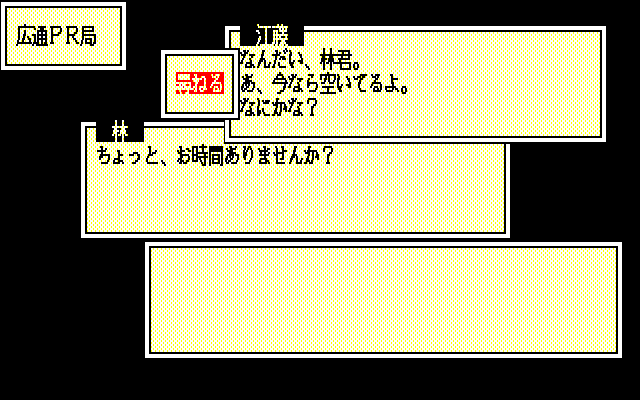 広通PR局
江藤
なんだい、林君。
あ、今なら空いてるよ。
なにかな？
尋ねる
林
ちょっと、お時間ありませんか？